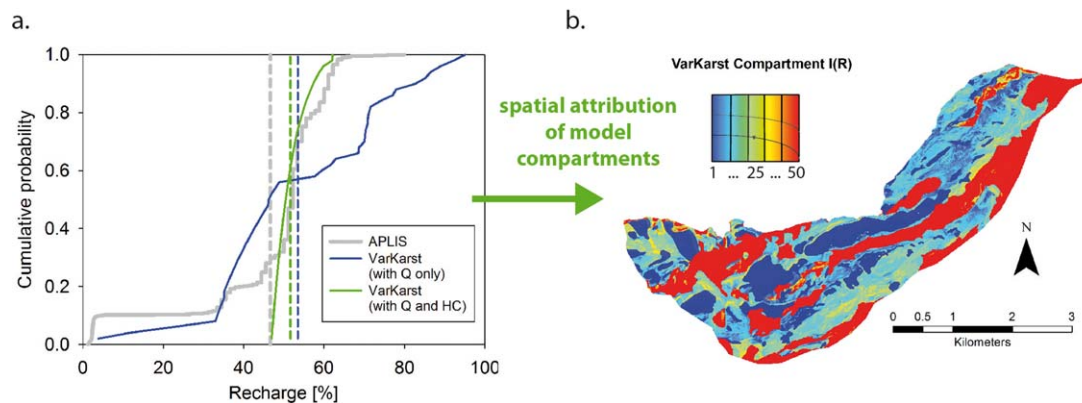 a.
1.0
0.8
0.6
0.4
0.2
0.0
Cumulative probability
0
20
40
60
80
100
Recharge [%]
APLIS
VarKarst
(with Q only)
VarKarst
(with Q and HC)
spatial attribution
of model
compartments
b.
VarKarst Compartment I(R)
1 ... 25 ... 50
N
0 0.5 1 2 3
Kilometers